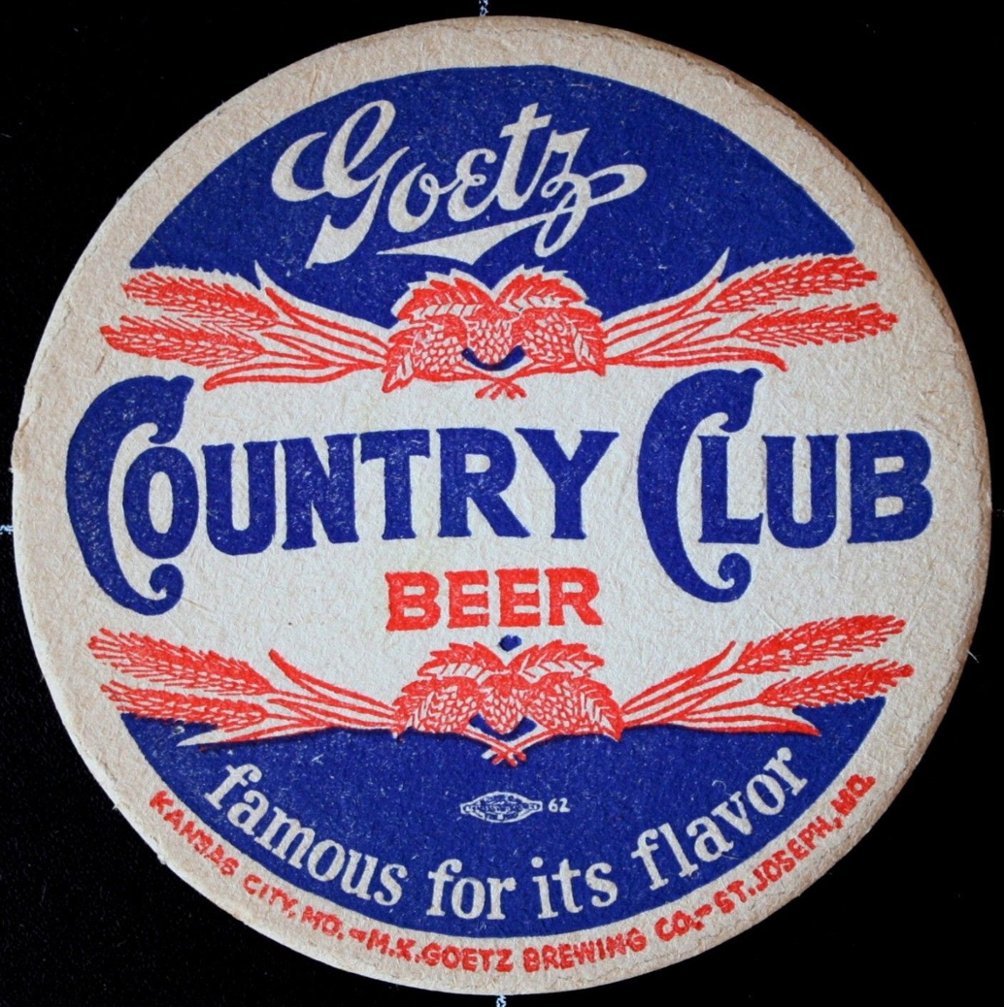 Goetz
COUNTRY CLUB
BEER
62
famous for its flavor
KANSAS CITY, MO. - M.K. GOETZ BREWING CO. - ST. JOSEPH, MO.